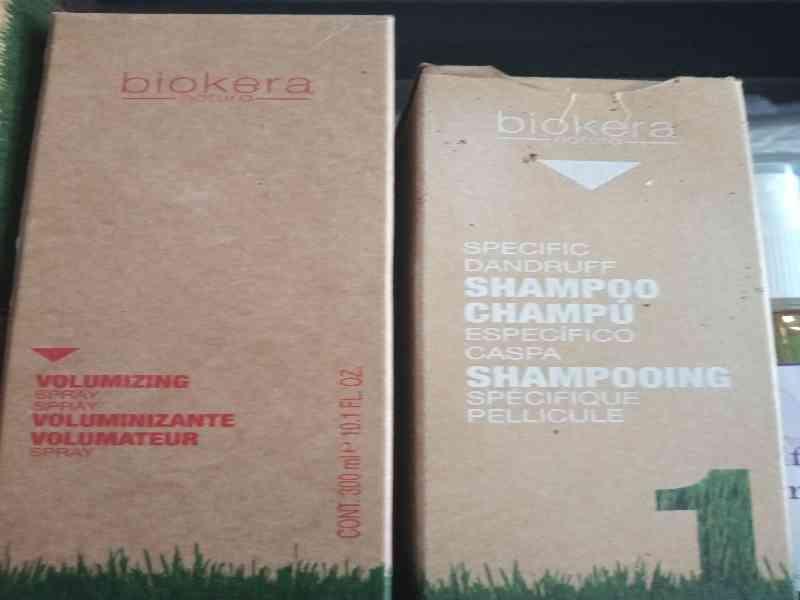 biokera
natura
VOLUMIZING
SPRAY
SPRAY
VOLUMINIZANTE
VOLUMATEUR
SPRAY
CONT. 300 ml e 10.1 FL. OZ.
biokera
natura
SPECIFIC
DANDRUFF
SHAMPOO
CHAMPÚ
ESPECÍFICO
CASPA
SHAMPOOING
SPÉCIFIQUE
PELLICULE
1